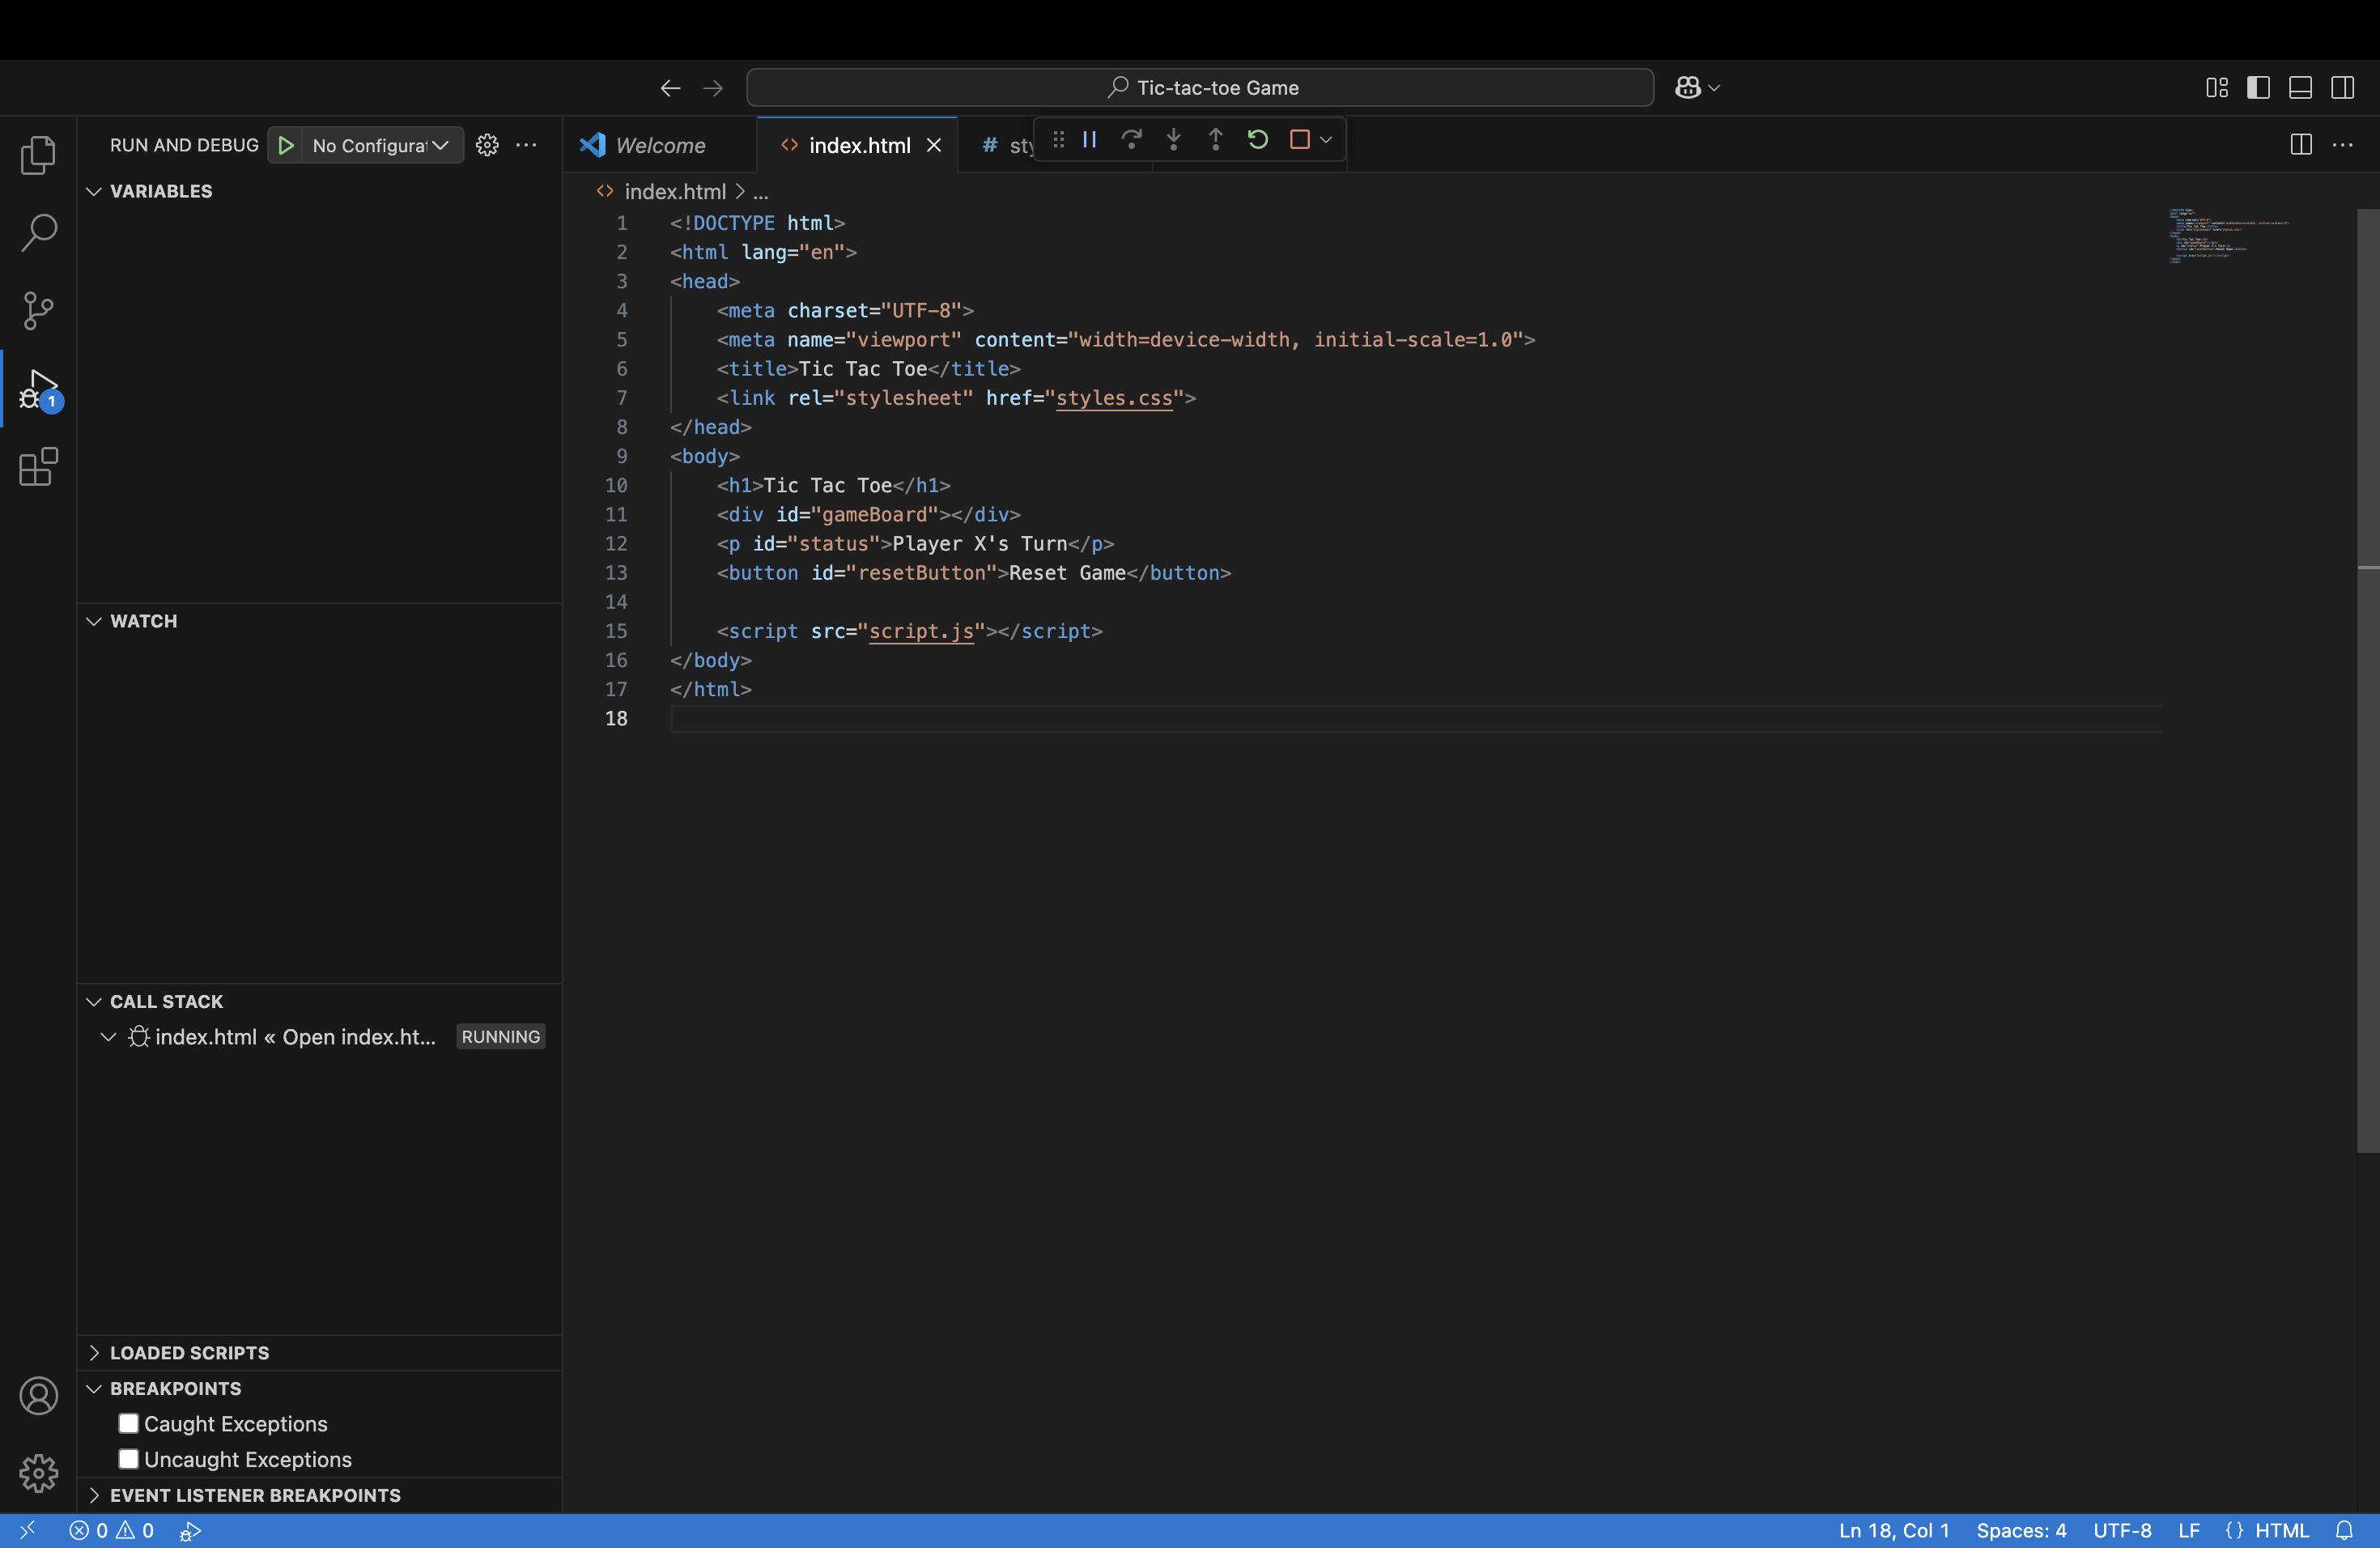 Tic-tac-toe Game
RUN AND DEBUG
No Configurat
Welcome
index.html
# sty
VARIABLES
index.html > ...
1 <!DOCTYPE html>
2 <html lang="en">
3 <head>
4 <meta charset="UTF-8">
5 <meta name="viewport" content="width=device-width, initial-scale=1.0">
6 <title>Tic Tac Toe</title>
7 <link rel="stylesheet" href="styles.css">
8 </head>
9 <body>
10 <h1>Tic Tac Toe</h1>
11 <div id="gameBoard"></div>
12 <p id="status">Player X's Turn</p>
13 <button id="resetButton">Reset Game</button>
14
15 <script src="script.js"></script>
16 </body>
17 </html>
18
1
WATCH
CALL STACK
index.html « Open index.ht...
RUNNING
LOADED SCRIPTS
BREAKPOINTS
Caught Exceptions
Uncaught Exceptions
EVENT LISTENER BREAKPOINTS
0 0
Ln 18, Col 1
Spaces: 4
UTF-8
LF
{} HTML